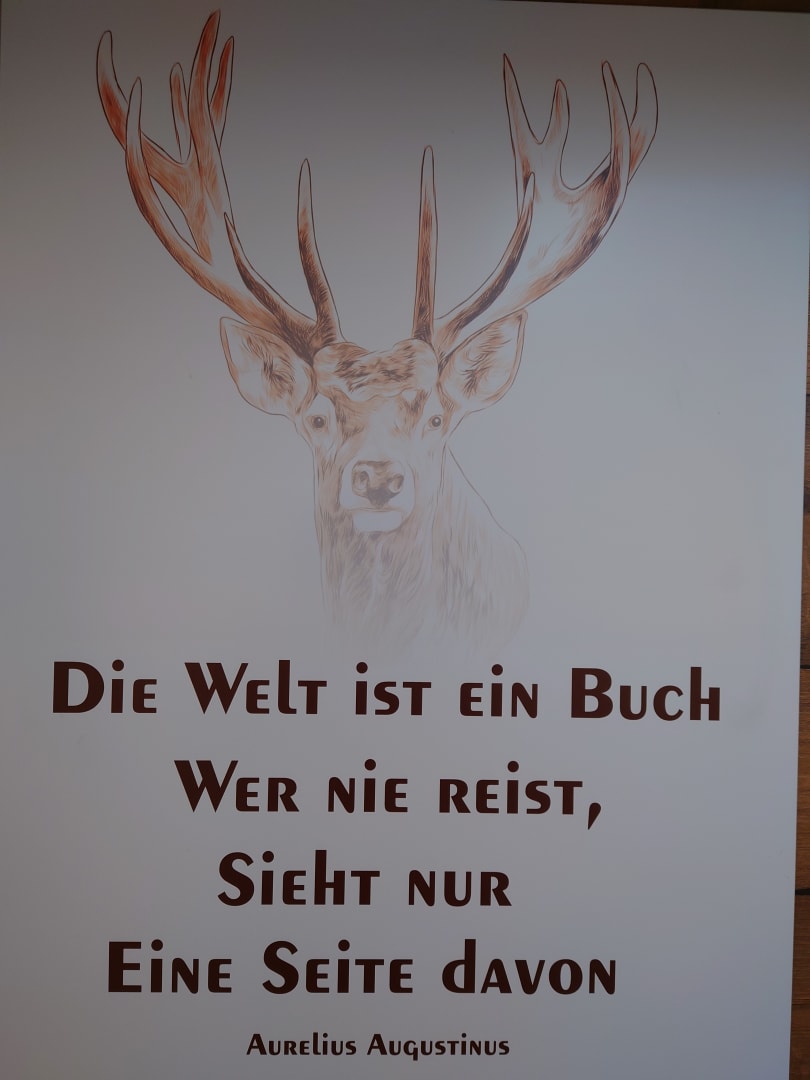 Die Welt ist ein Buch
Wer nie reist,
Sieht nur
Eine Seite davon
Aurelius Augustinus